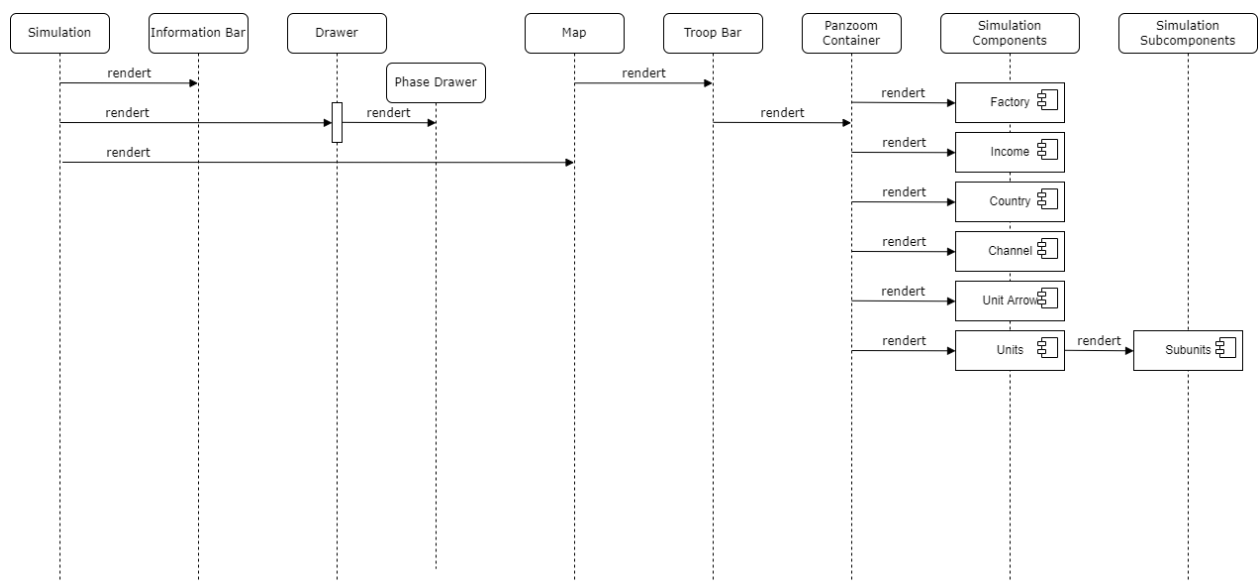 Simulation
Information Bar
Drawer
Map
Troop Bar
Panzoom
Container
Simulation
Components
Simulation
Subcomponents
Phase Drawer
rendert
rendert
rendert
Factory
rendert
rendert
rendert
rendert
rendert
Income
rendert
Country
rendert
Channel
rendert
Unit Arrow
rendert
Units
rendert
Subunits